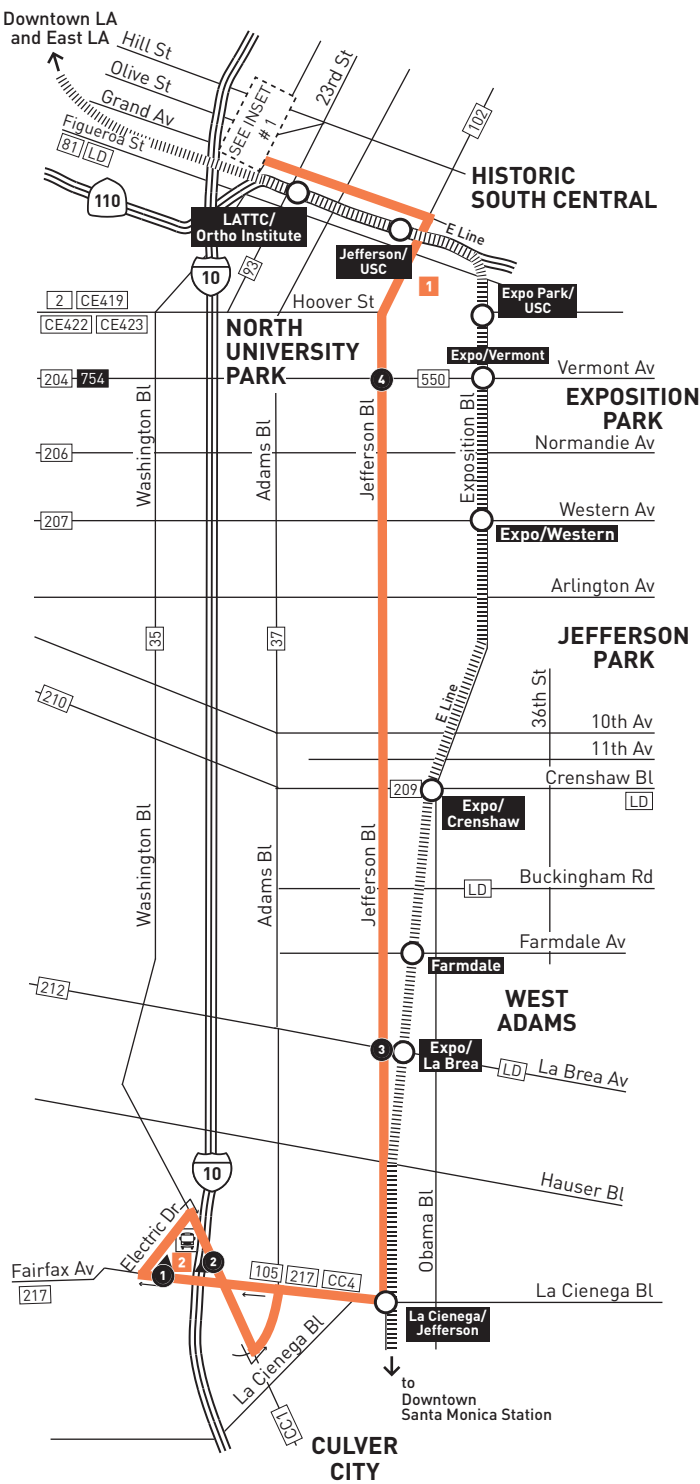 Downtown LA
and East LA
Hill St
Olive St
Grand Av
Figueroa St
81
LD
SEE INSET
# 1
23rd St
102
110
HISTORIC
SOUTH CENTRAL
LATTC/
Ortho Institute
E Line
Jefferson/
USC
10
93
1
Expo Park/
USC
2
CE419
Hoover St
CE422
CE423
NORTH
UNIVERSITY
PARK
Expo/Vermont
204
754
4
550
Vermont Av
EXPOSITION
PARK
Washington Bl
Adams Bl
Jefferson Bl
Exposition Bl
206
Normandie Av
207
Western Av
Expo/Western
Arlington Av
35
37
JEFFERSON
PARK
210
E Line
36th St
10th Av
11th Av
209
Crenshaw Bl
LD
Expo/
Crenshaw
Washington Bl
Adams Bl
Jefferson Bl
LD
Buckingham Rd
Farmdale Av
Farmdale
212
WEST
ADAMS
3
Expo/
La Brea
LD
La Brea Av
10
Hauser Bl
Electric Dr
Obama Bl
2
2
1
Fairfax Av
217
105
217
CC4
La Cienega Bl
La Cienega/
Jefferson
La Cienega Bl
CC1
to
Downtown
Santa Monica Station
CULVER
CITY